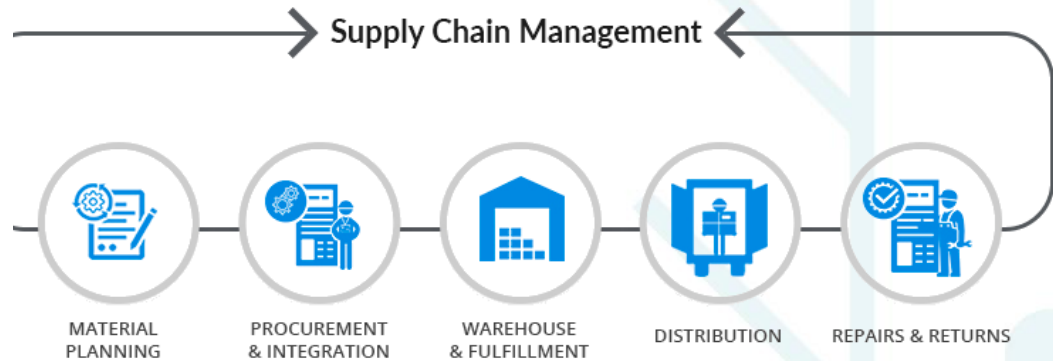 Supply Chain Management
MATERIAL
PLANNING
PROCUREMENT
& INTEGRATION
WAREHOUSE
& FULFILLMENT
DISTRIBUTION
REPAIRS & RETURNS